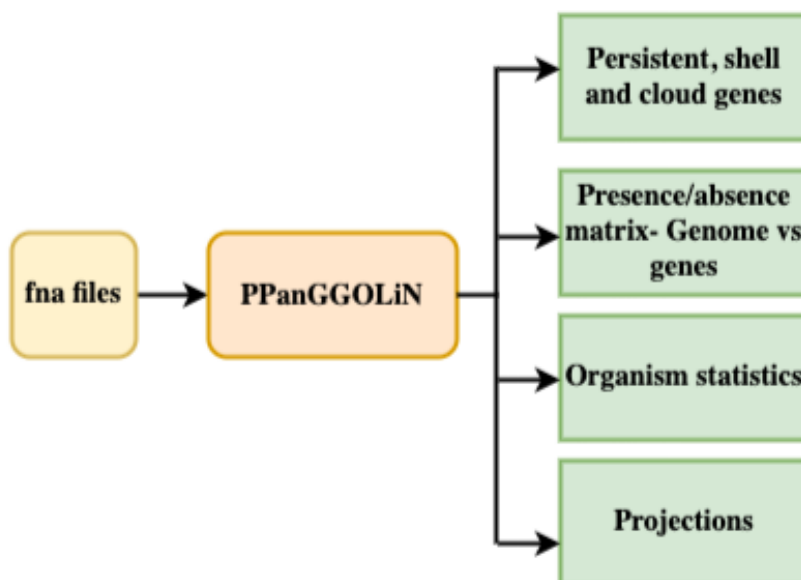 Persistent, shell
and cloud genes
Presence/absence
matrix- Genome vs
genes
fna files
PPanGGOLiN
Organism statistics
Projections